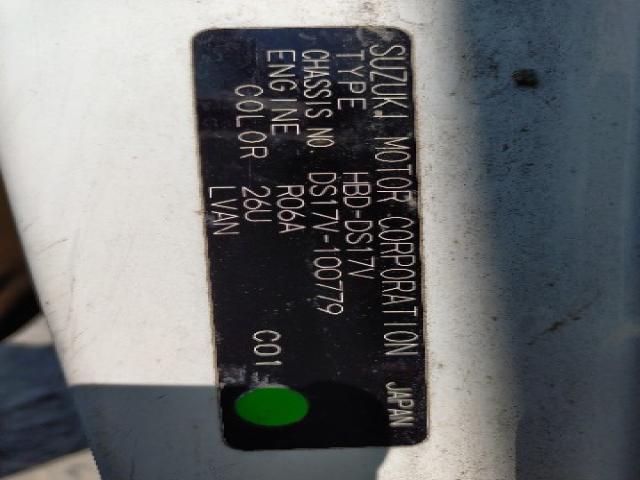 SUZUKI MOTOR CORPORATION JAPAN
TYPE HBD-DS17V
CHASSIS NO. DS17V-100779
ENGINE R06A
COLOR 26U C01
LVAN